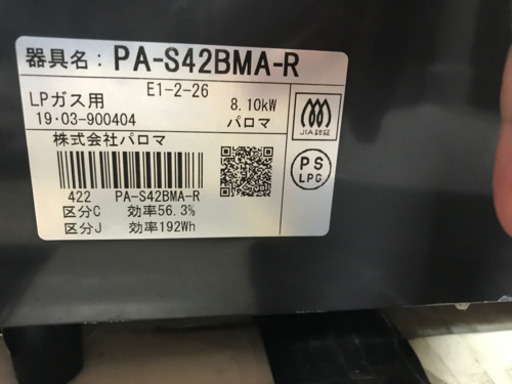 器具名：PA-S42BMA-R
E1-2-26
LPガス用 8.10kW
19・03-900404 パロマ
株式会社パロマ
JIA認証
PS
LPG
422 PA-S42BMA-R
区分C 効率56.3%
区分J 効率192Wh